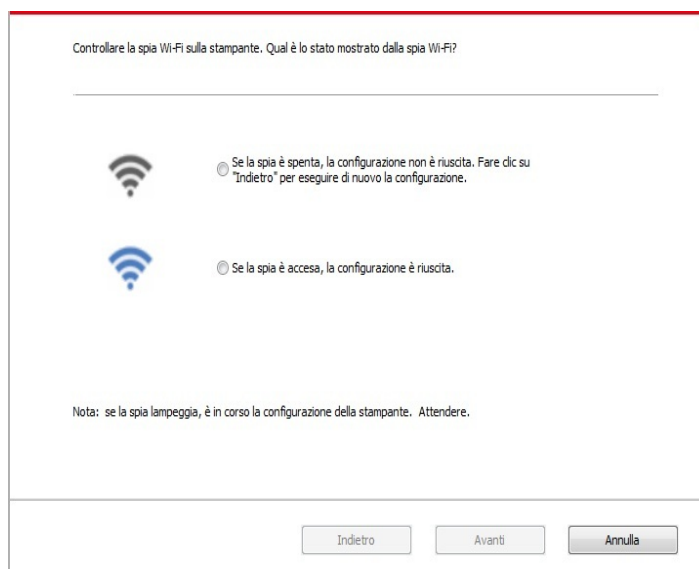 Controllare la spia Wi-Fi sulla stampante. Qual è lo stato mostrato dalla spia Wi-Fi?
Se la spia è spenta, la configurazione non è riuscita. Fare clic su
"Indietro" per eseguire di nuovo la configurazione.
Se la spia è accesa, la configurazione è riuscita.
Nota: se la spia lampeggia, è in corso la configurazione della stampante. Attendere.
Indietro
Avanti
Annulla